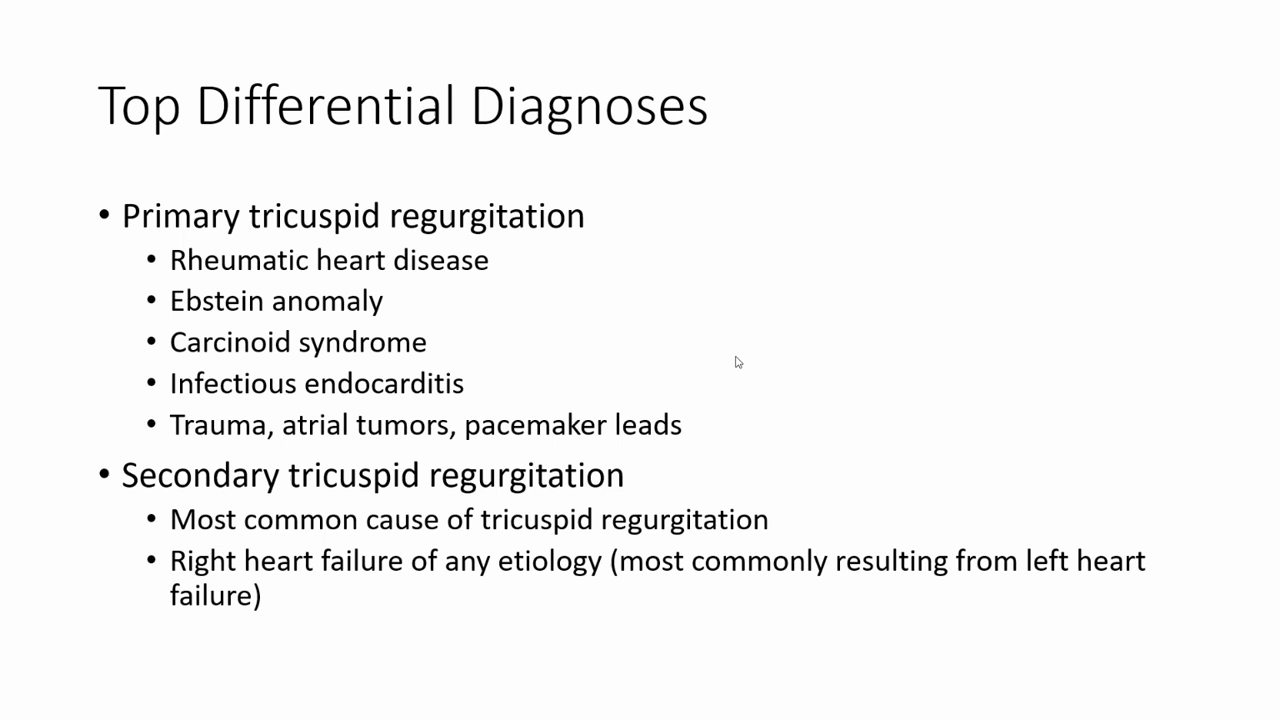 Top Differential Diagnoses
• Primary tricuspid regurgitation
• Rheumatic heart disease
• Ebstein anomaly
• Carcinoid syndrome
• Infectious endocarditis
• Trauma, atrial tumors, pacemaker leads
• Secondary tricuspid regurgitation
• Most common cause of tricuspid regurgitation
• Right heart failure of any etiology (most commonly resulting from left heart
failure)